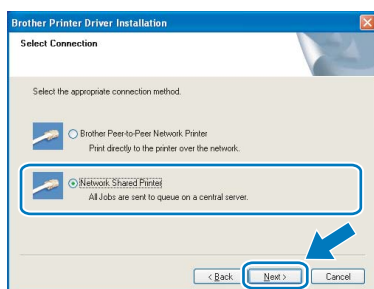 Brother Printer Driver Installation
Select Connection
Select the appropriate connection method.
Brother Peer-to-Peer Network Printer
Print directly to the printer over the network.
Network Shared Printer
All Jobs are sent to queue on a central server.
< Back
Next >
Cancel